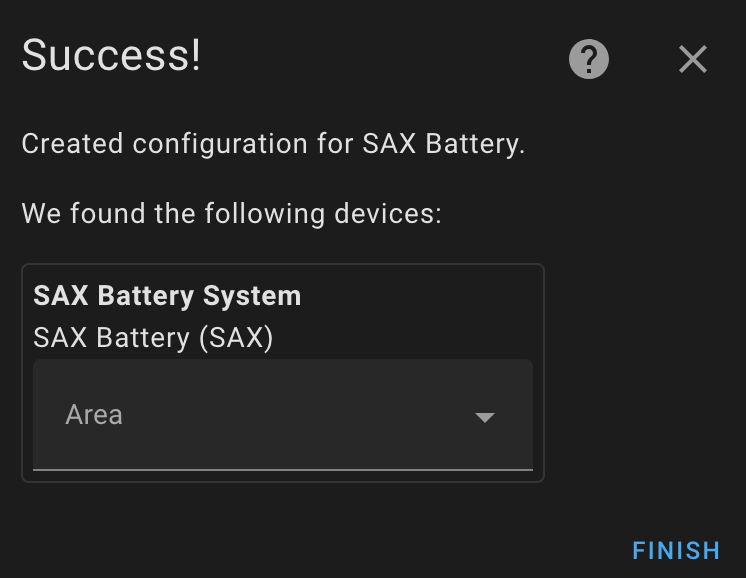 Success!
Created configuration for SAX Battery.
We found the following devices:
SAX Battery System
SAX Battery (SAX)
Area
FINISH